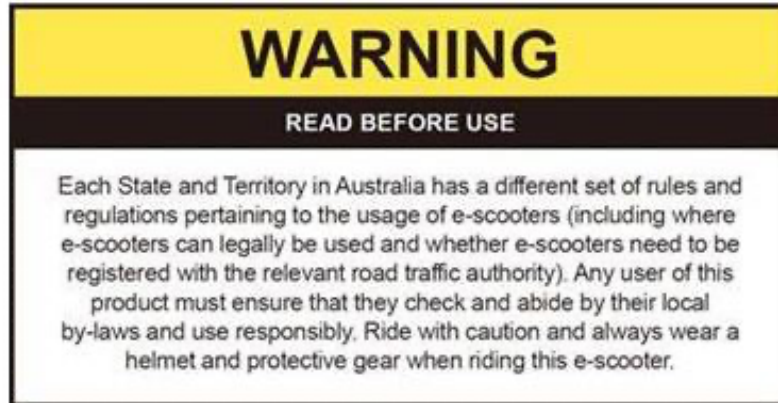 WARNING
READ BEFORE USE
Each State and Territory in Australia has a different set of rules and
regulations pertaining to the usage of e-scooters (including where
e-scooters can legally be used and whether e-scooters need to be
registered with the relevant road traffic authority). Any user of this
product must ensure that they check and abide by their local
by-laws and use responsibly. Ride with caution and always wear a
helmet and protective gear when riding this e-scooter.